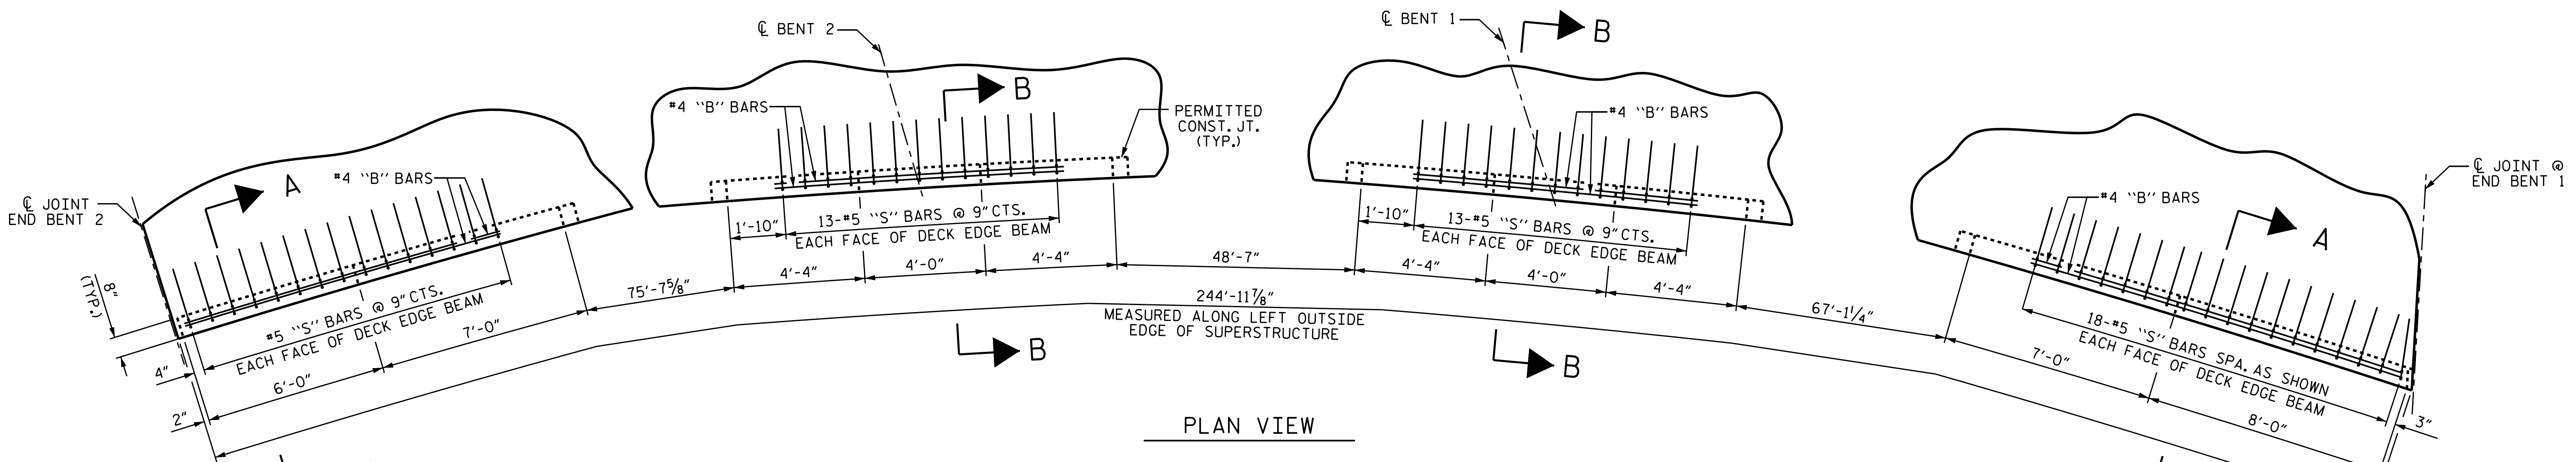 ℄ JOINT
END BENT 2
A
#4 ‘‘B’’ BARS
8"
(TYP.)
4"
2"
#5 ‘‘S’’ BARS @ 9" CTS.
EACH FACE OF DECK EDGE BEAM
6'-0"
7'-0"
75'-7⅝"
℄ BENT 2
#4 ‘‘B’’ BARS
B
PERMITTED
CONST. JT.
(TYP.)
1'-10"
13-#5 ‘‘S’’ BARS @ 9" CTS.
EACH FACE OF DECK EDGE BEAM
4'-4"
4'-0"
4'-4"
B
48'-7"
244'-11⅞"
MEASURED ALONG LEFT OUTSIDE
EDGE OF SUPERSTRUCTURE
℄ BENT 1
B
#4 ‘‘B’’ BARS
1'-10"
13-#5 ‘‘S’’ BARS @ 9" CTS.
EACH FACE OF DECK EDGE BEAM
4'-4"
4'-0"
4'-4"
B
67'-1¼"
℄ JOINT @
END BENT 1
#4 ‘‘B’’ BARS
A
18-#5 ‘‘S’’ BARS SPA. AS SHOWN
EACH FACE OF DECK EDGE BEAM
7'-0"
8'-0"
3"
PLAN VIEW